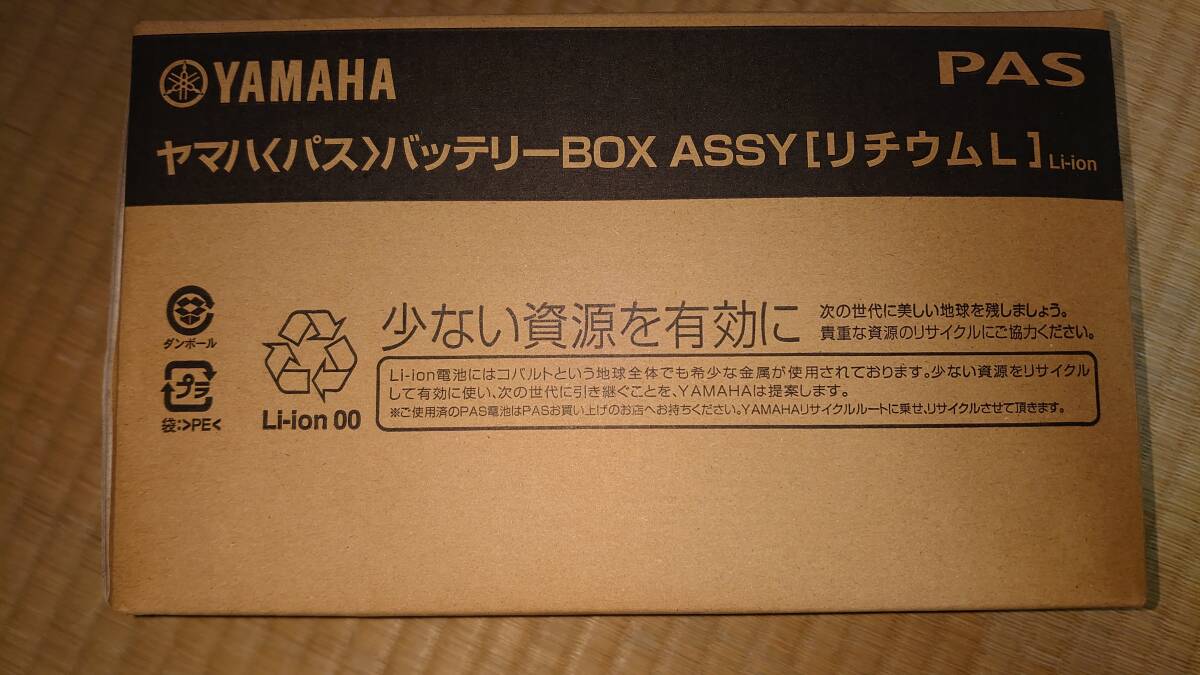 YAMAHA
PAS
ヤマハ〈パス〉バッテリーBOX ASSY[リチウムL] Li-ion
ダンボール
プラ
袋:>PE<
Li-ion 00
少ない資源を有効に
次の世代に美しい地球を残しましょう。
貴重な資源のリサイクルにご協力ください。
Li-ion電池にはコバルトという地球全体でも希少な金属が使用されております。少ない資源をリサイクル
して有効に使い、次の世代に引き継ぐことを、YAMAHAは提案します。
※ご使用済のPAS電池はPASお買い上げのお店へお持ちください。YAMAHAリサイクルルートに乗せ、リサイクルさせて頂きます。